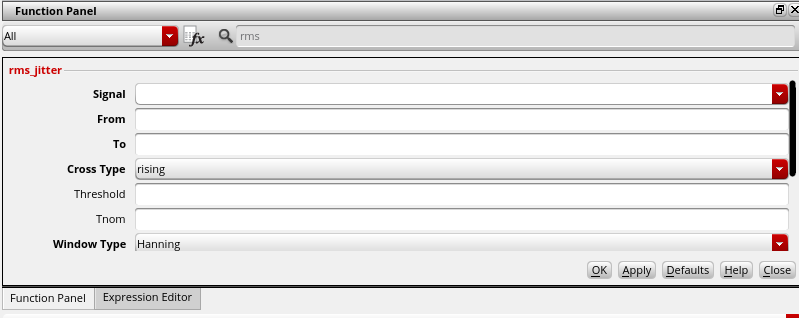 Function Panel
All
fx
rms
rms_jitter
Signal
From
To
Cross Type rising
Threshold
Tnom
Window Type Hanning
OK Apply Defaults Help Close
Function Panel Expression Editor